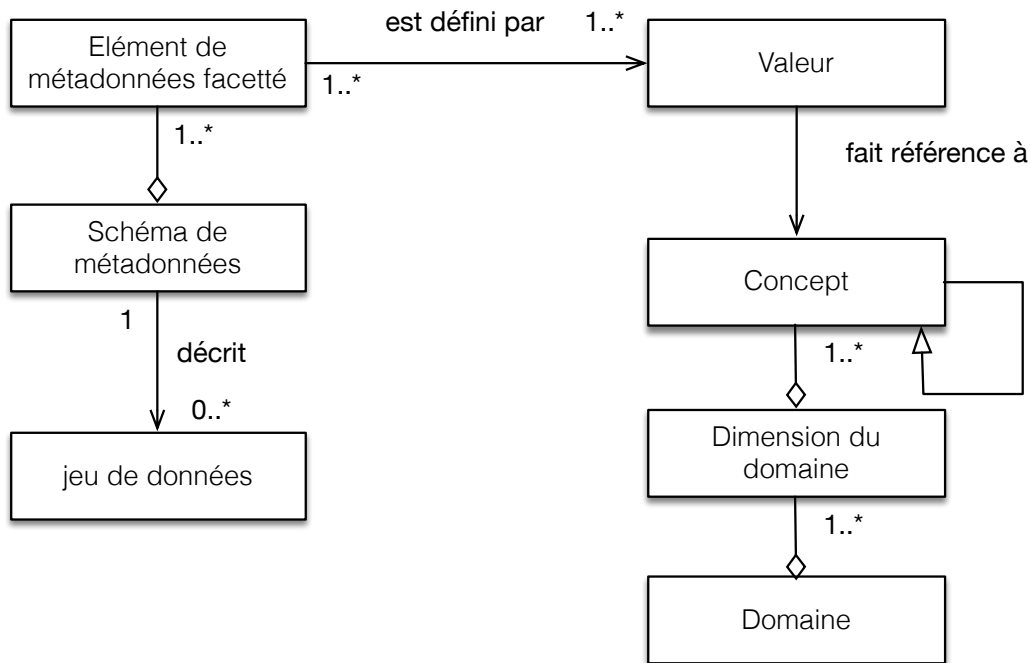 est défini par 1..*
Elément de
métadonnées facetté
1..*
Valeur
1..*
fait référence à
Schéma de
métadonnées
Concept
1
décrit
0..*
1..*
jeu de données
Dimension du
domaine
1..*
Domaine